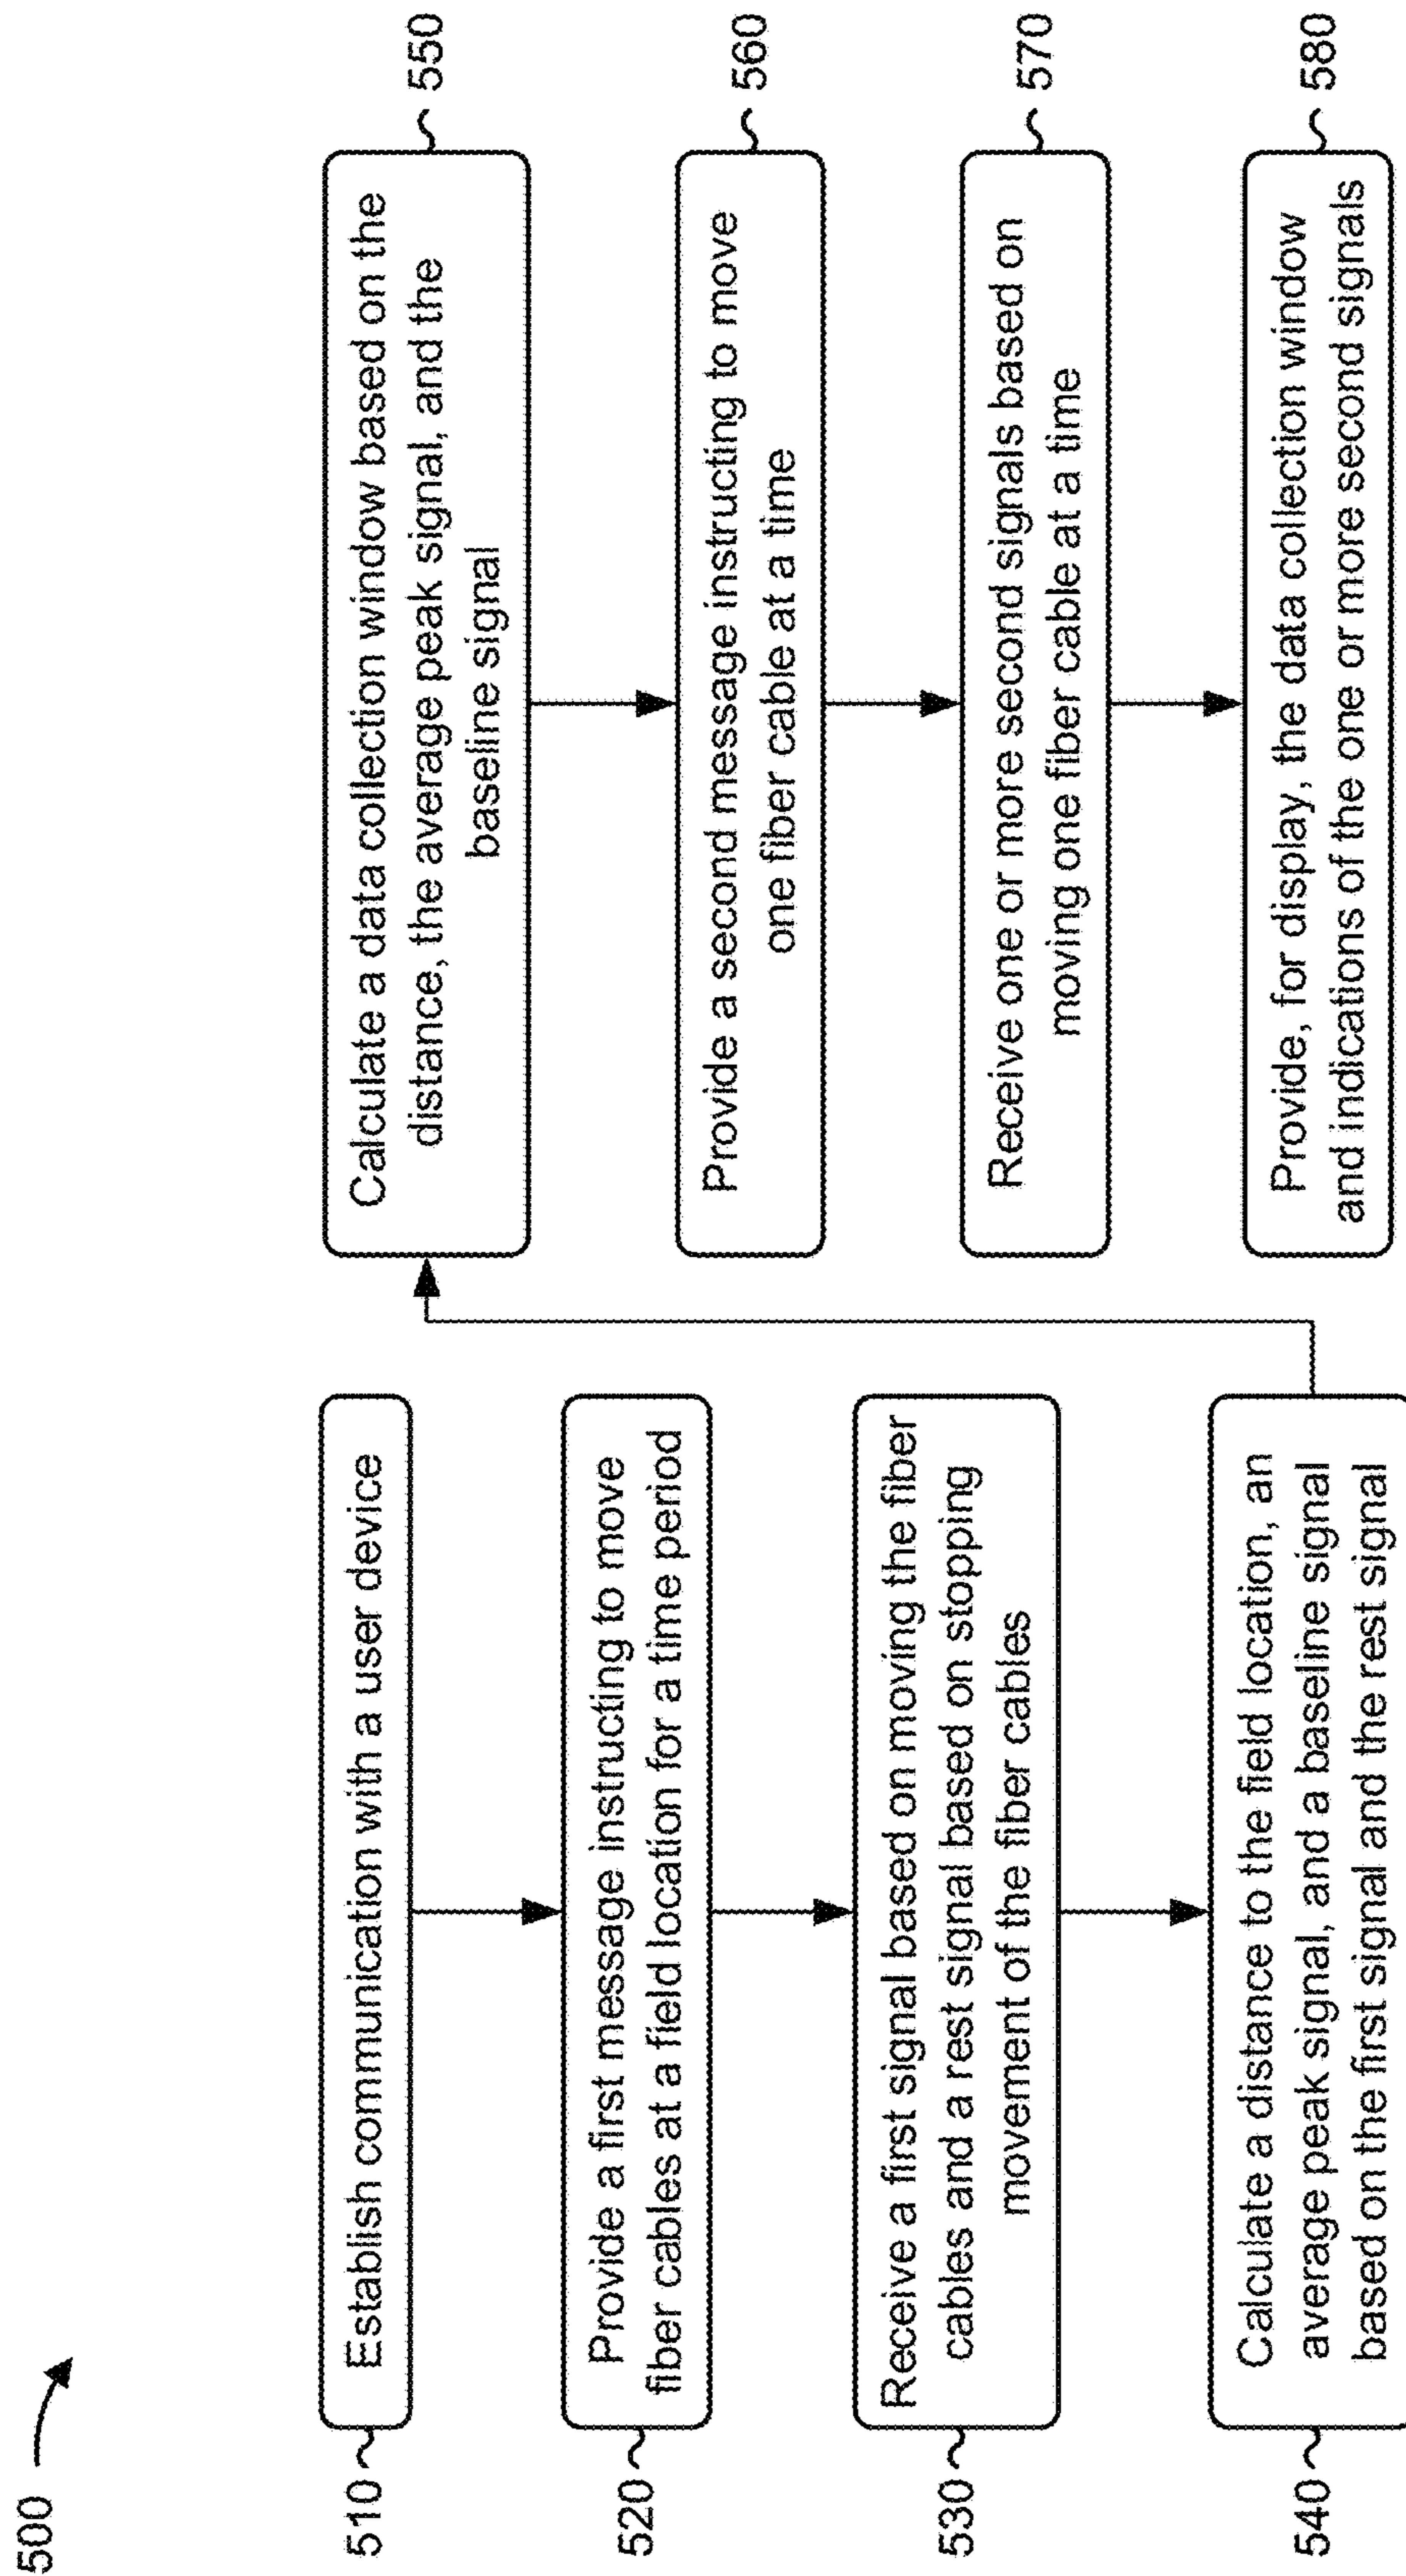 500
510
Establish communication with a user device
520
Provide a first message instructing to move
fiber cables at a field location for a time period
530
Receive a first signal based on moving the fiber
cables and a rest signal based on stopping
movement of the fiber cables
540
Calculate a distance to the field location, an
average peak signal, and a baseline signal
based on the first signal and the rest signal
550
Calculate a data collection window based on the
distance, the average peak signal, and the
baseline signal
560
Provide a second message instructing to move
one fiber cable at a time
570
Receive one or more second signals based on
moving one fiber cable at a time
580
Provide, for display, the data collection window
and indications of the one or more second signals